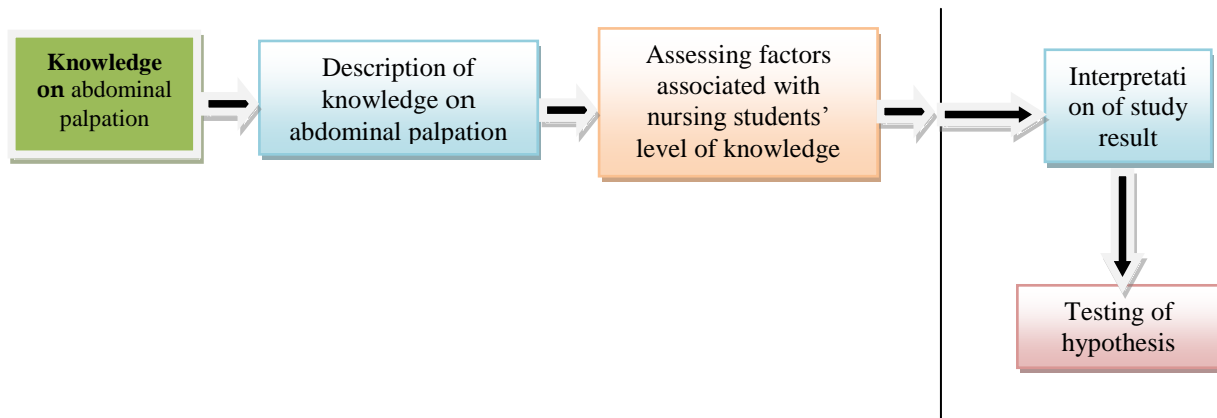 Knowledge
on abdominal
palpation
Description of
knowledge on
abdominal palpation
Assessing factors
associated with
nursing students’
level of knowledge
Interpretati
on of study
result
Testing of
hypothesis